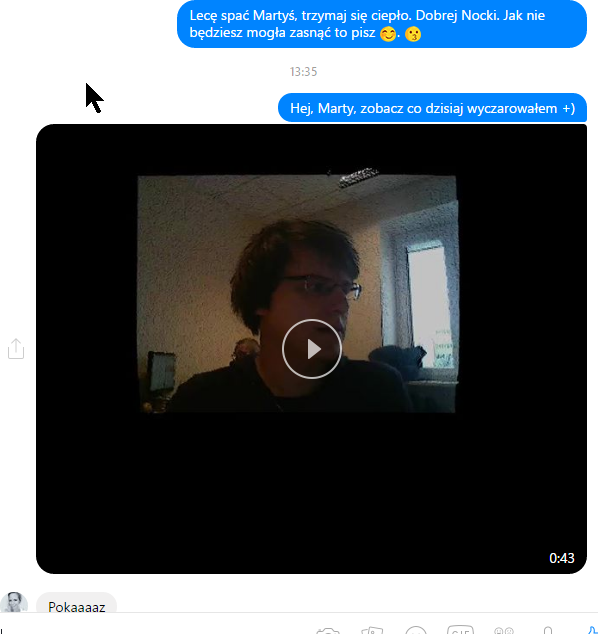 Lecę spać Martyś, trzymaj się ciepło. Dobrej Nocki. Jak nie
będziesz mogła zasnąć to pisz 😊. 😗
13:35
Hej, Marty, zobacz co dzisiaj wyczarowałem +)
0:43
Pokaaaaz
GIF